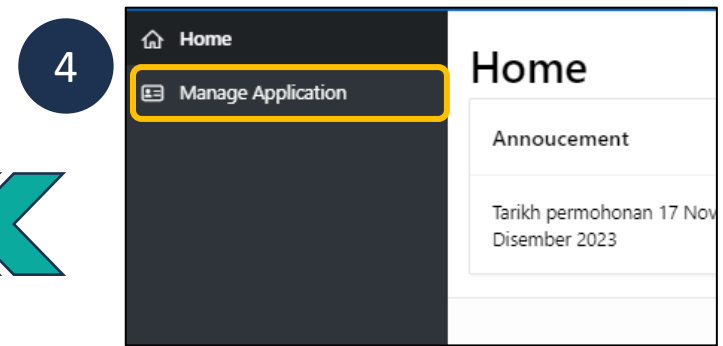 4
Home
Manage Application
Home
Annoucement
Tarikh permohonan 17 Nov
Disember 2023